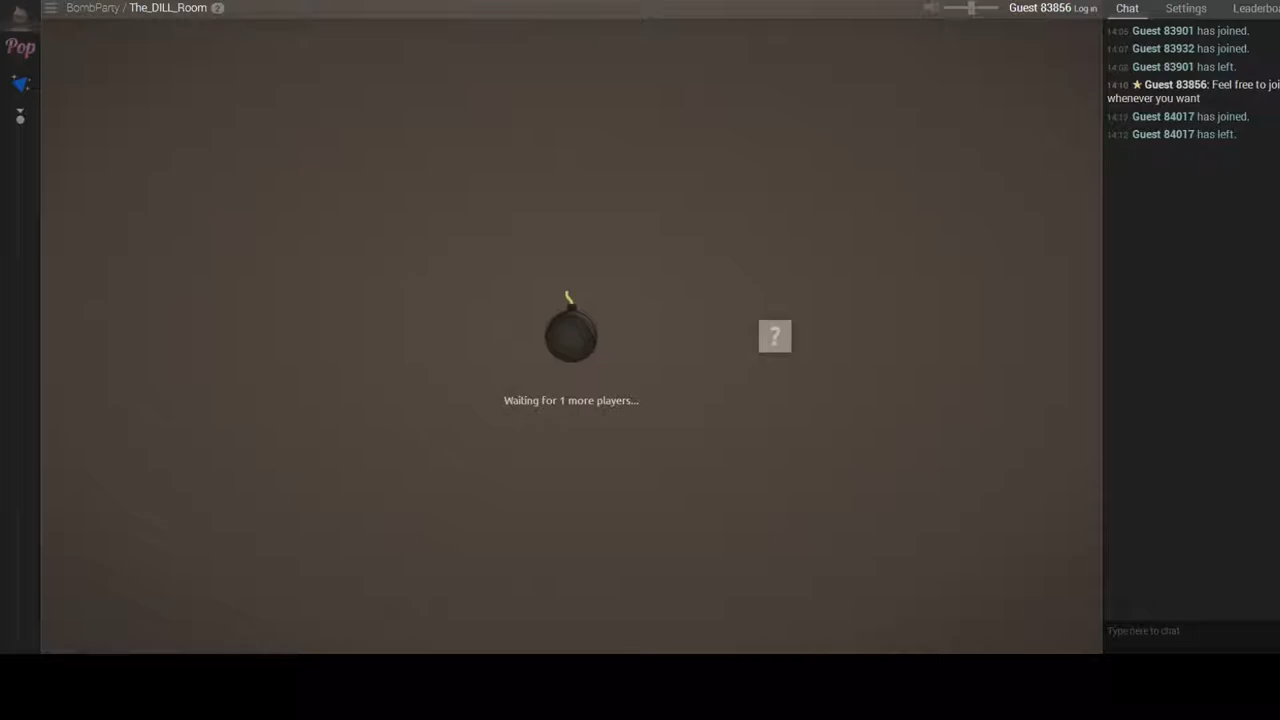 BombParty / The_DILL_Room 2
Guest 83856 Log in
Chat Settings Leaderboa
Pop
14:05 Guest 83901 has joined.
14:07 Guest 83932 has joined.
14:08 Guest 83901 has left.
14:10 Guest 83856: Feel free to joi
whenever you want
Guest 84017 has joined.
14:12 Guest 84017 has left.
?
Waiting for 1 more players...
Type here to chat